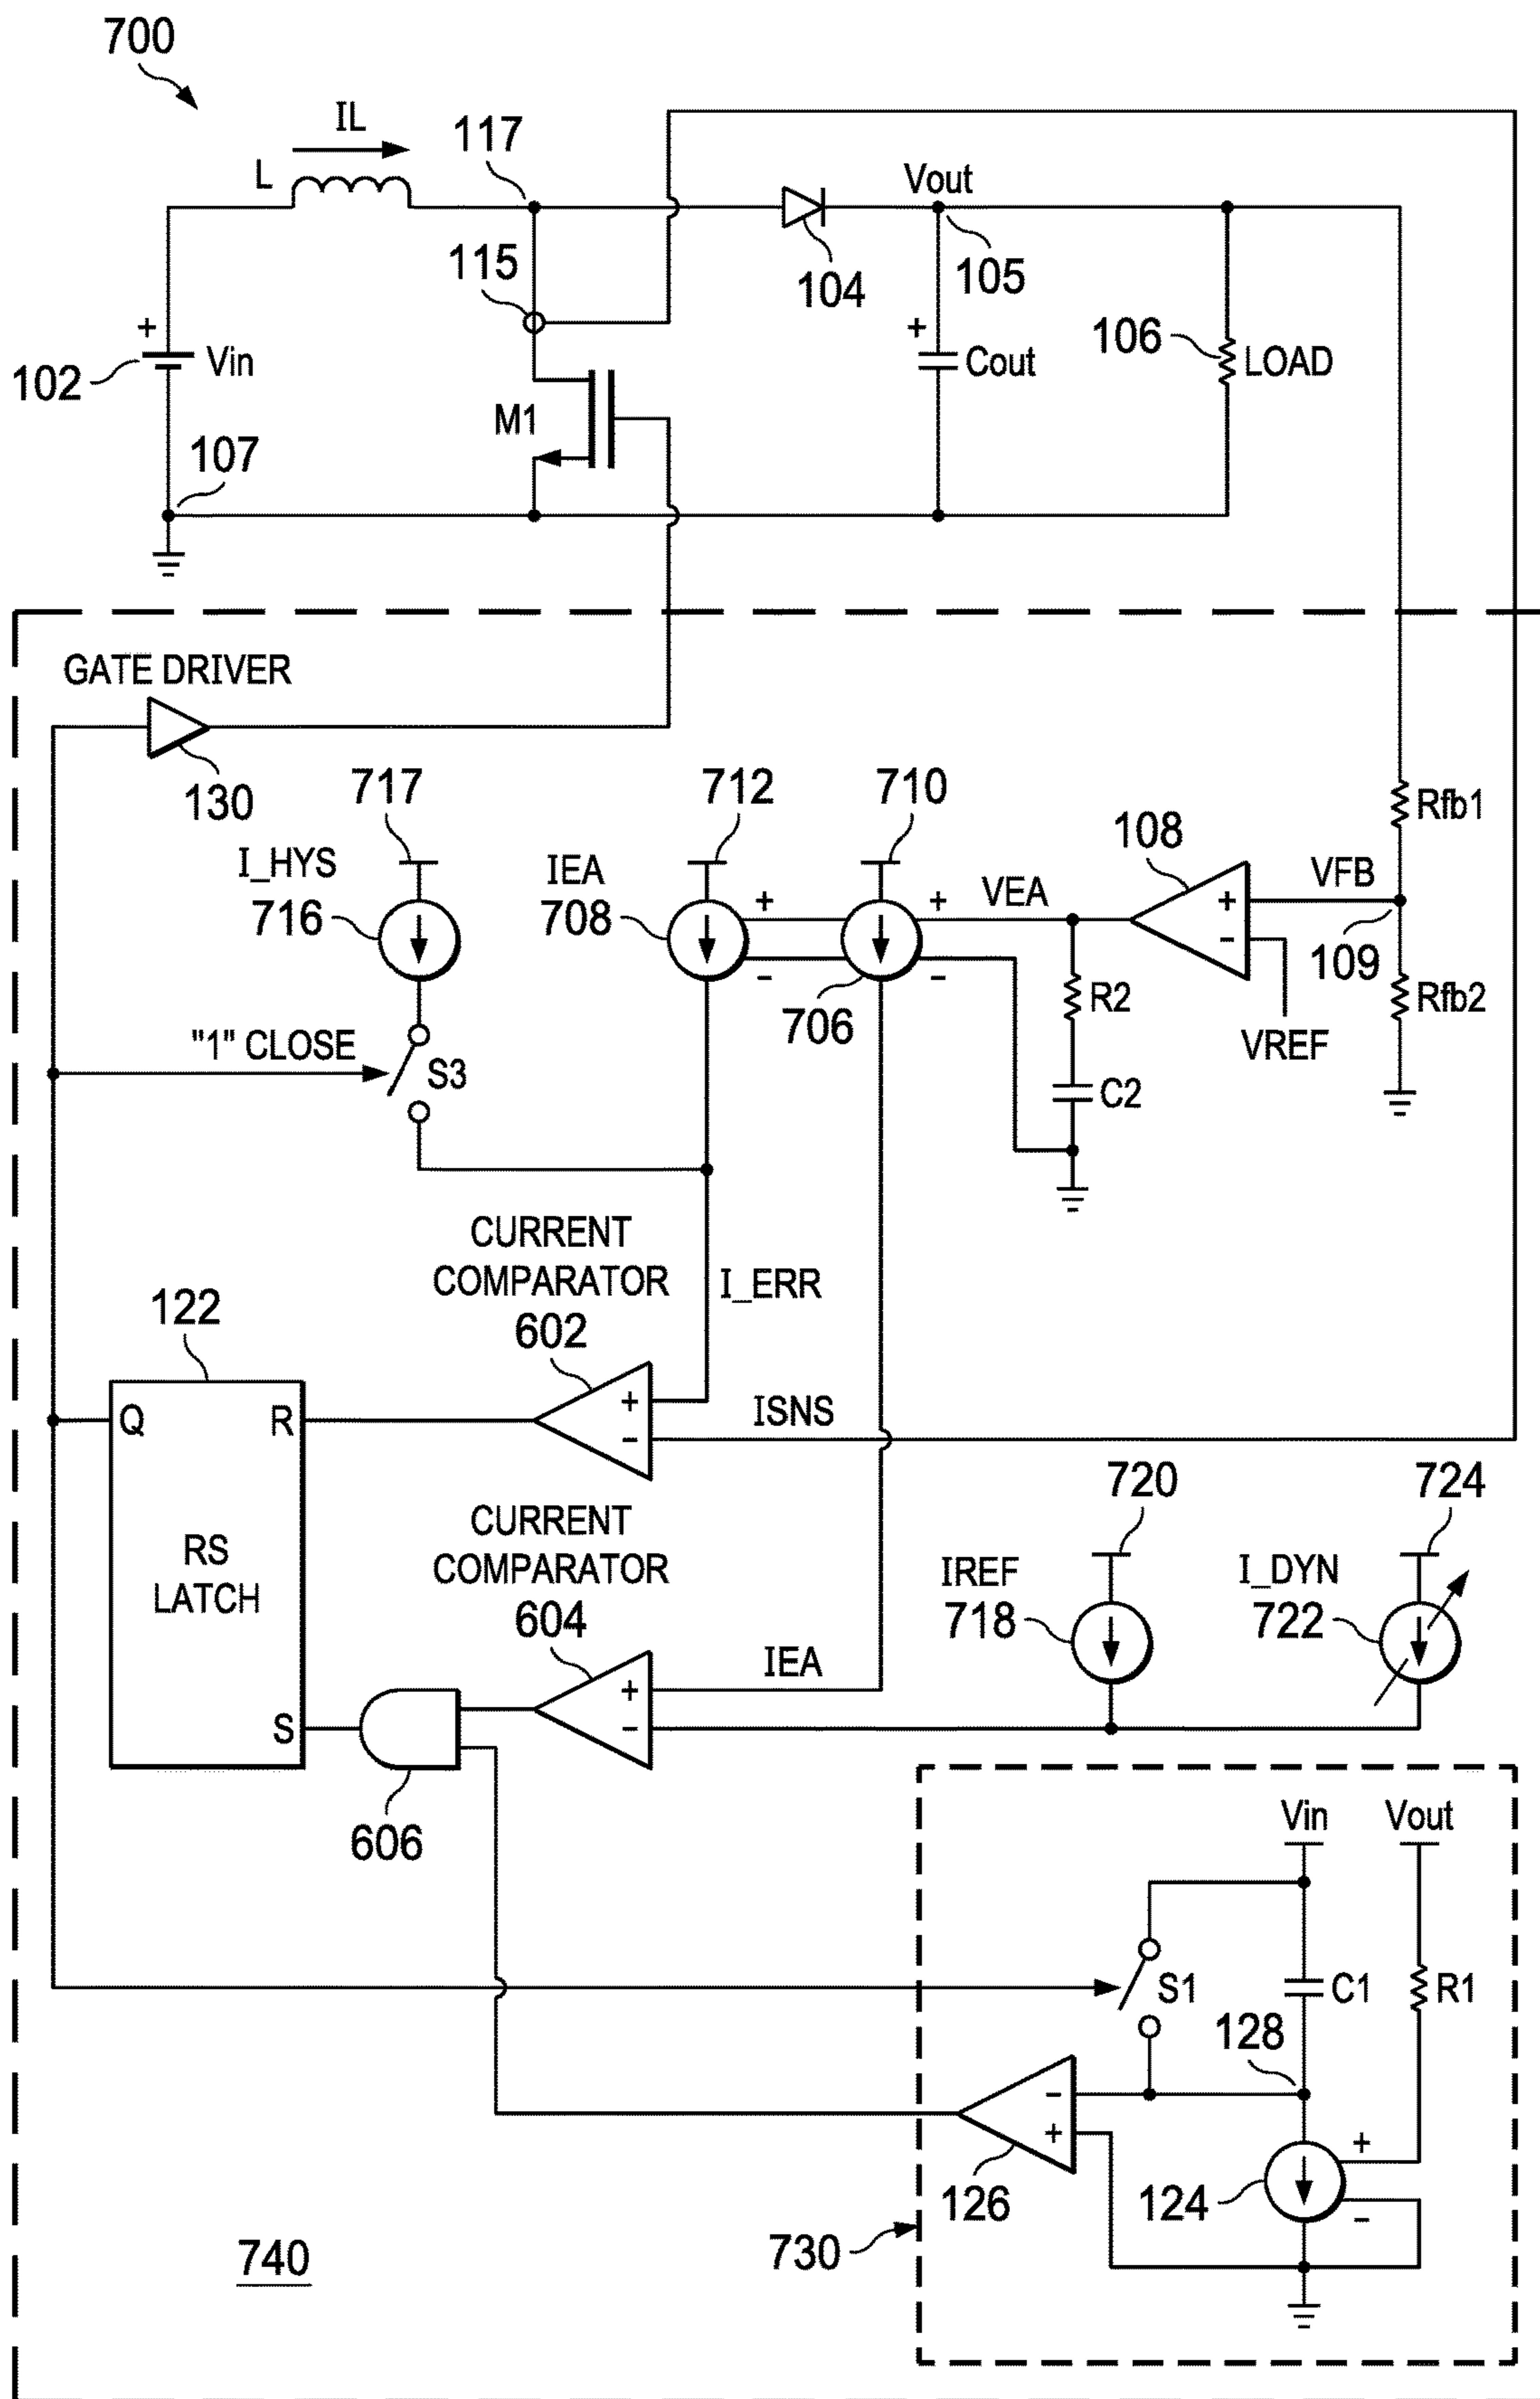 700
IL
L
117
Vout
115
104
105
+
Vin
102
+
Cout
106
LOAD
M1
107
GATE DRIVER
130
717
712
710
108
Rfb1
I_HYS
716
IEA
708
+
-
706
+
-
VEA
+
-
VFB
109
VREF
Rfb2
R2
C2
"1" CLOSE
S3
CURRENT
COMPARATOR
602
I_ERR
122
Q
R
+
-
ISNS
RS
LATCH
CURRENT
COMPARATOR
604
720
724
IREF
718
I_DYN
722
IEA
+
-
S
606
Vin
Vout
S1
C1
R1
128
-
+
126
+
-
124
730
740